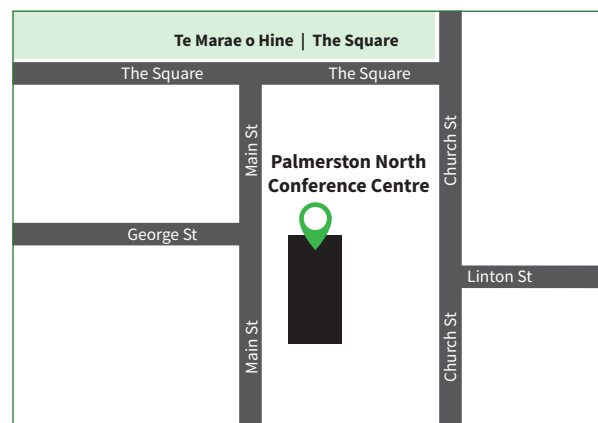 Te Marae o Hine | The Square
The Square
The Square
Main St
Church St
Palmerston North
Conference Centre
George St
Linton St
Main St
Church St